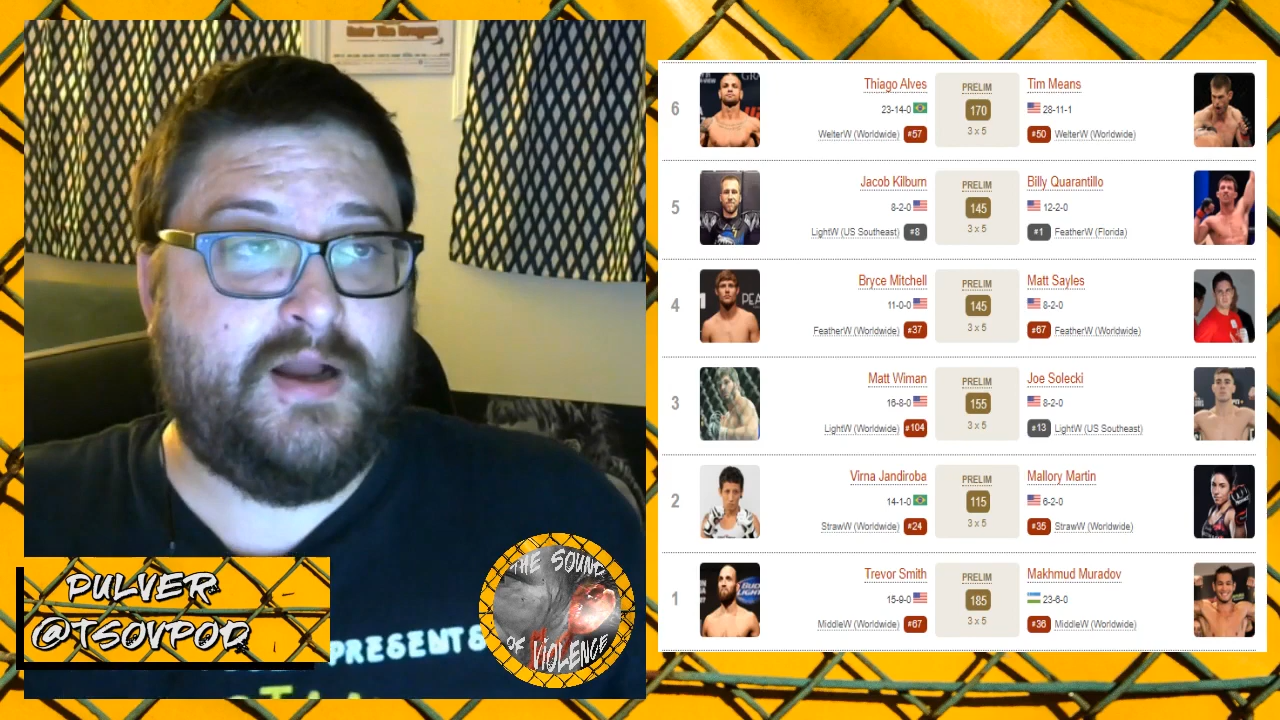 PULVER
@TSOVPOD
PRESENTS
THE SOUND
OF VIOLENCE
6
Thiago Alves
23-14-0
WelterW (Worldwide) #57
PRELIM
170
3 x 5
Tim Means
28-11-1
#50 WelterW (Worldwide)
5
Jacob Kilburn
8-2-0
LightW (US Southeast) #8
PRELIM
145
3 x 5
Billy Quarantillo
12-2-0
#1 FeatherW (Florida)
4
Bryce Mitchell
11-0-0
FeatherW (Worldwide) #37
PRELIM
145
3 x 5
Matt Sayles
8-2-0
#67 FeatherW (Worldwide)
3
Matt Wiman
16-8-0
LightW (Worldwide) #104
PRELIM
155
3 x 5
Joe Solecki
8-2-0
#13 LightW (US Southeast)
2
Virna Jandiroba
14-1-0
StrawW (Worldwide) #24
PRELIM
115
3 x 5
Mallory Martin
6-2-0
#35 StrawW (Worldwide)
1
Trevor Smith
15-9-0
MiddleW (Worldwide) #67
PRELIM
185
3 x 5
Makhmud Muradov
23-6-0
#36 MiddleW (Worldwide)